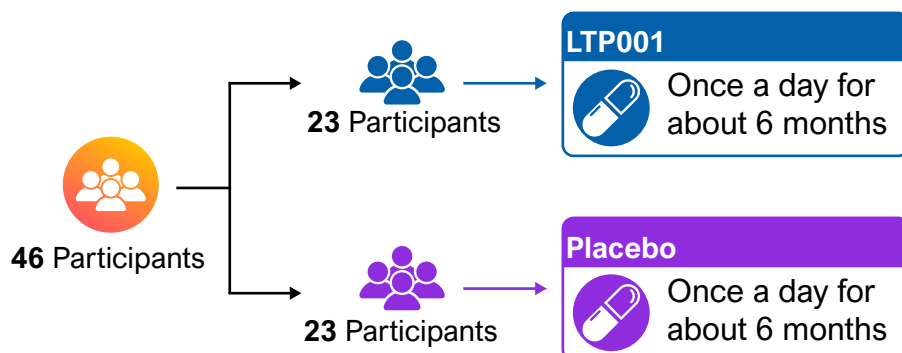 46 Participants
23 Participants
LTP001
Once a day for
about 6 months
23 Participants
Placebo
Once a day for
about 6 months